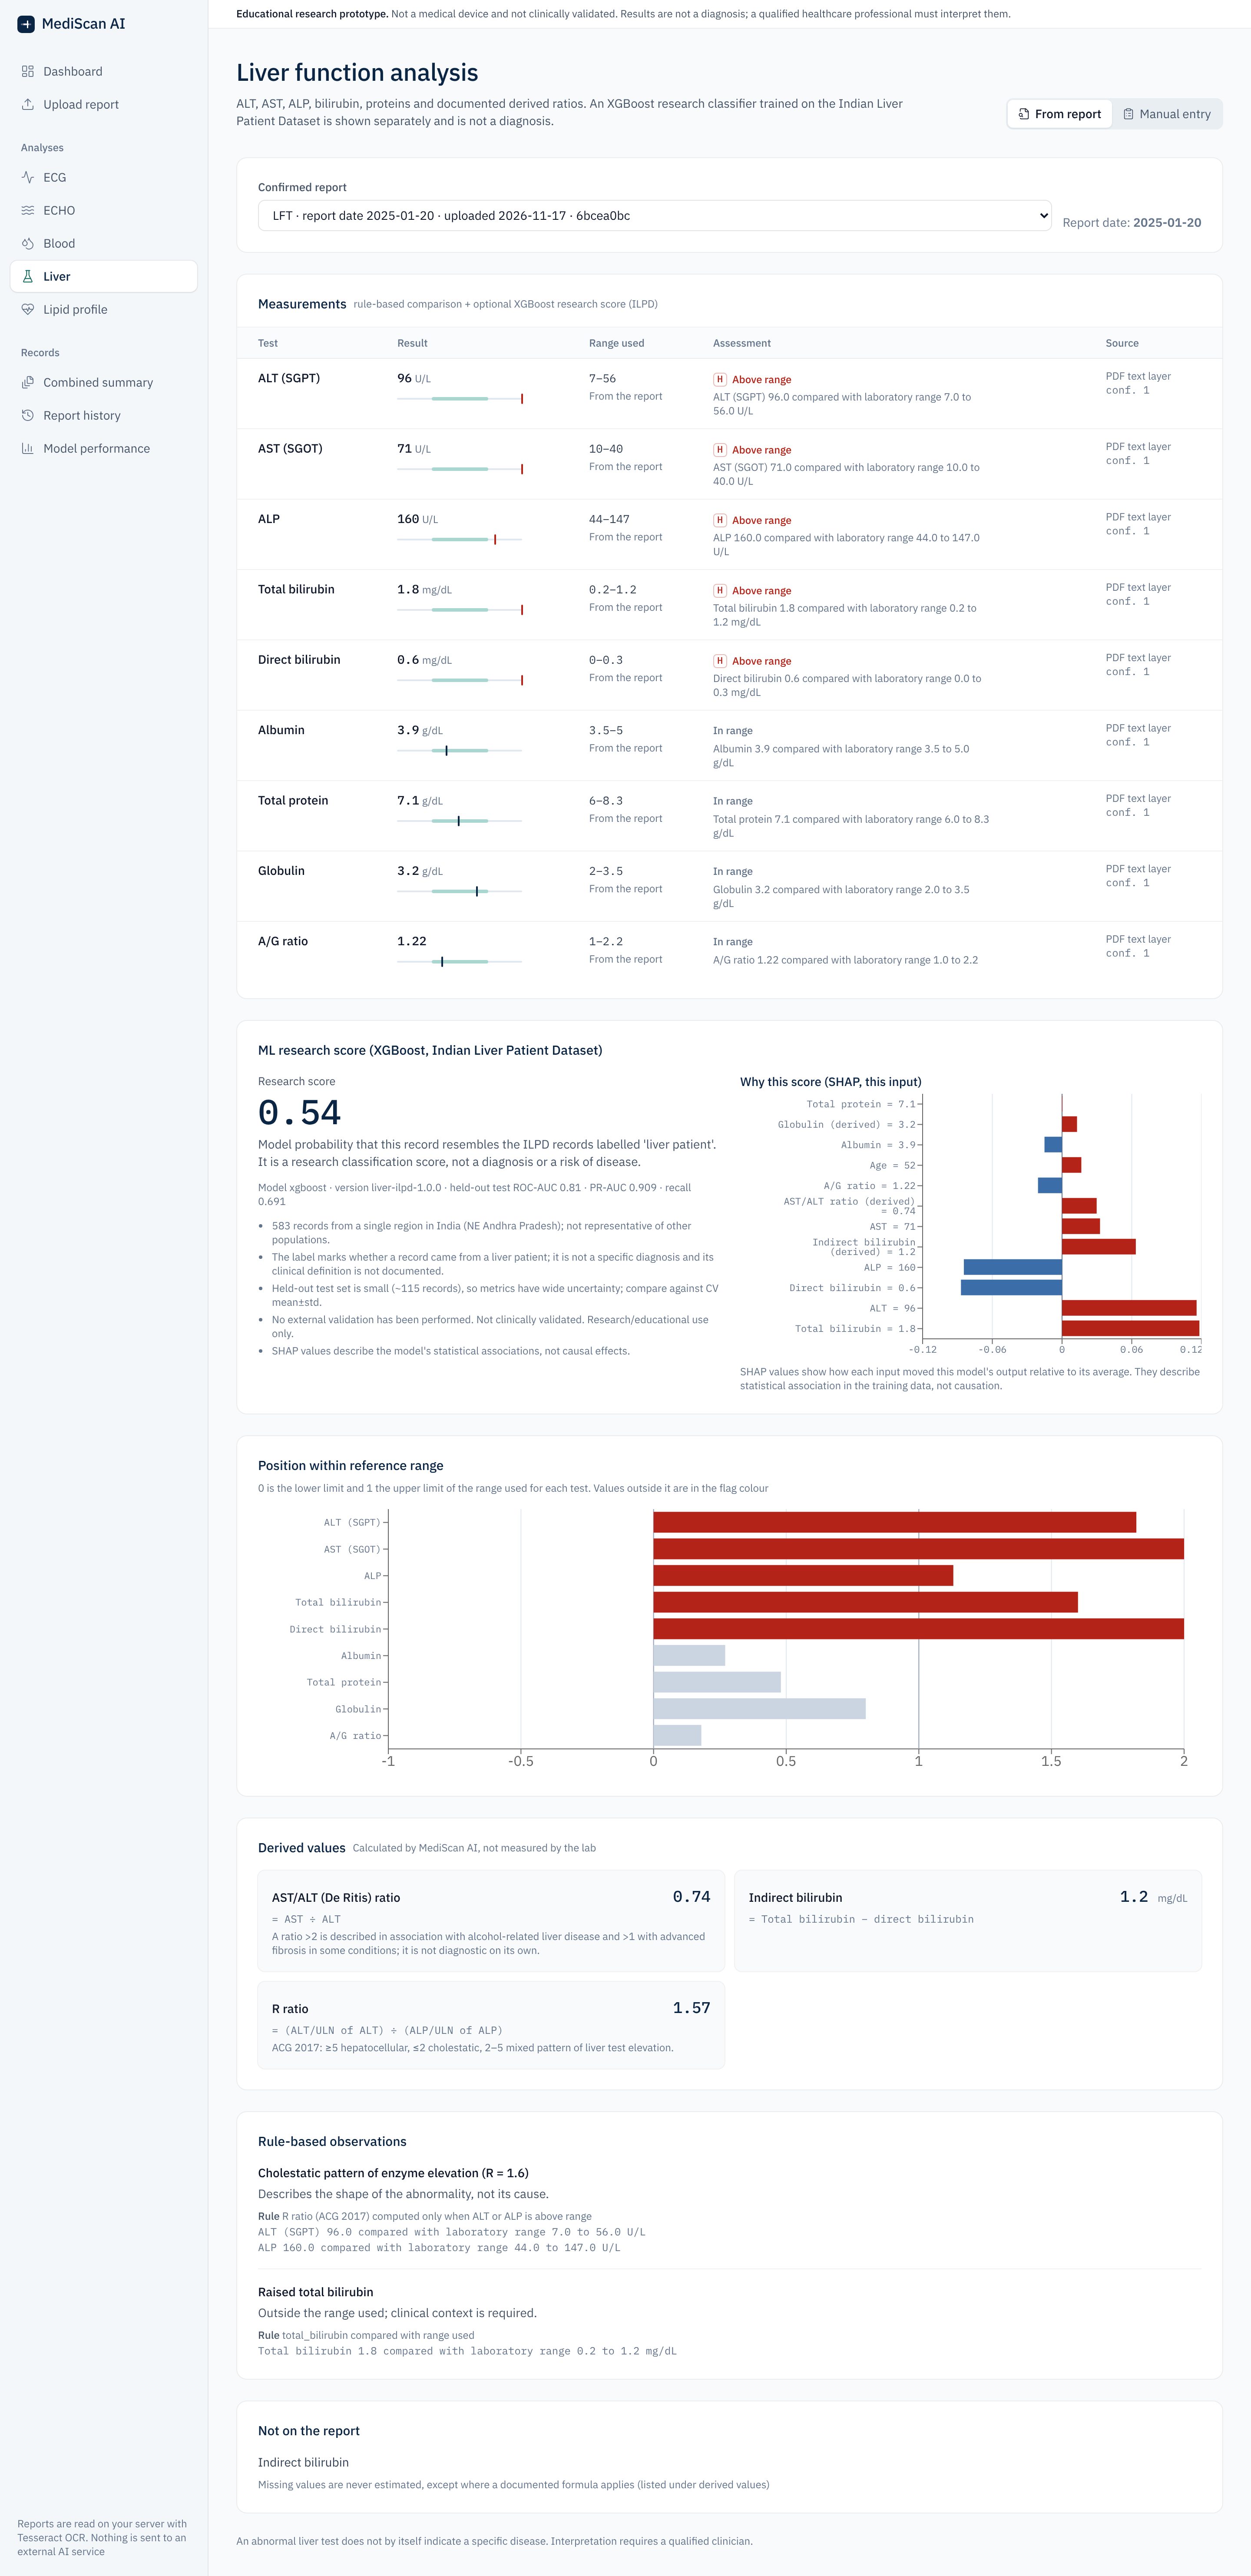 MediScan AI
Dashboard
Upload report
Analyses
ECG
ECHO
Blood
Liver
Lipid profile
Records
Combined summary
Report history
Model performance
Reports are read on your server with
Tesseract OCR. Nothing is sent to an
external AI service
Educational research prototype. Not a medical device and not clinically validated. Results are not a diagnosis; a qualified healthcare professional must interpret them.
Liver function analysis
ALT, AST, ALP, bilirubin, proteins and documented derived ratios. An XGBoost research classifier trained on the Indian Liver
Patient Dataset is shown separately and is not a diagnosis.
From report
Manual entry
Confirmed report
LFT · report date 2025-01-20 · uploaded 2026-11-17 · 6bcea0bc
Report date: 2025-01-20
Measurements rule-based comparison + optional XGBoost research score (ILPD)
Test Result Range used Assessment Source
ALT (SGPT) 96 U/L 7–56 H Above range PDF text layer
From the report ALT (SGPT) 96.0 compared with laboratory range 7.0 to conf. 1
56.0 U/L
AST (SGOT) 71 U/L 10–40 H Above range PDF text layer
From the report AST (SGOT) 71.0 compared with laboratory range 10.0 to conf. 1
40.0 U/L
ALP 160 U/L 44–147 H Above range PDF text layer
From the report ALP 160.0 compared with laboratory range 44.0 to 147.0 conf. 1
U/L
Total bilirubin 1.8 mg/dL 0.2–1.2 H Above range PDF text layer
From the report Total bilirubin 1.8 compared with laboratory range 0.2 to conf. 1
1.2 mg/dL
Direct bilirubin 0.6 mg/dL 0–0.3 H Above range PDF text layer
From the report Direct bilirubin 0.6 compared with laboratory range 0.0 to conf. 1
0.3 mg/dL
Albumin 3.9 g/dL 3.5–5 In range PDF text layer
From the report Albumin 3.9 compared with laboratory range 3.5 to 5.0 conf. 1
g/dL
Total protein 7.1 g/dL 6–8.3 In range PDF text layer
From the report Total protein 7.1 compared with laboratory range 6.0 to 8.3 conf. 1
g/dL
Globulin 3.2 g/dL 2–3.5 In range PDF text layer
From the report Globulin 3.2 compared with laboratory range 2.0 to 3.5 conf. 1
g/dL
A/G ratio 1.22 1–2.2 In range PDF text layer
From the report A/G ratio 1.22 compared with laboratory range 1.0 to 2.2 conf. 1
ML research score (XGBoost, Indian Liver Patient Dataset)
Research score
0.54
Model probability that this record resembles the ILPD records labelled 'liver patient'.
It is a research classification score, not a diagnosis or a risk of disease.
Model xgboost · version liver-ilpd-1.0.0 · held-out test ROC-AUC 0.81 · PR-AUC 0.909 · recall
0.691
• 583 records from a single region in India (NE Andhra Pradesh); not representative of other
populations.
• The label marks whether a record came from a liver patient; it is not a specific diagnosis and its
clinical definition is not documented.
• Held-out test set is small (~115 records), so metrics have wide uncertainty; compare against CV
mean±std.
• No external validation has been performed. Not clinically validated. Research/educational use
only.
• SHAP values describe the model's statistical associations, not causal effects.
Why this score (SHAP, this input)
Total protein = 7.1
Globulin (derived) = 3.2
Albumin = 3.9
Age = 52
A/G ratio = 1.22
AST/ALT ratio (derived)
= 0.74
AST = 71
Indirect bilirubin
(derived) = 1.2
ALP = 160
Direct bilirubin = 0.6
ALT = 96
Total bilirubin = 1.8
-0.12 -0.06 0 0.06 0.12
SHAP values show how each input moved this model's output relative to its average. They describe
statistical association in the training data, not causation.
Position within reference range
0 is the lower limit and 1 the upper limit of the range used for each test. Values outside it are in the flag colour
ALT (SGPT)
AST (SGOT)
ALP
Total bilirubin
Direct bilirubin
Albumin
Total protein
Globulin
A/G ratio
-1 -0.5 0 0.5 1 1.5 2
Derived values Calculated by MediScan AI, not measured by the lab
AST/ALT (De Ritis) ratio 0.74
= AST ÷ ALT
A ratio >2 is described in association with alcohol-related liver disease and >1 with advanced
fibrosis in some conditions; it is not diagnostic on its own.
Indirect bilirubin 1.2 mg/dL
= Total bilirubin − direct bilirubin
R ratio 1.57
= (ALT/ULN of ALT) ÷ (ALP/ULN of ALP)
ACG 2017: ≥5 hepatocellular, ≤2 cholestatic, 2–5 mixed pattern of liver test elevation.
Rule-based observations
Cholestatic pattern of enzyme elevation (R = 1.6)
Describes the shape of the abnormality, not its cause.
Rule R ratio (ACG 2017) computed only when ALT or ALP is above range
ALT (SGPT) 96.0 compared with laboratory range 7.0 to 56.0 U/L
ALP 160.0 compared with laboratory range 44.0 to 147.0 U/L
Raised total bilirubin
Outside the range used; clinical context is required.
Rule total_bilirubin compared with range used
Total bilirubin 1.8 compared with laboratory range 0.2 to 1.2 mg/dL
Not on the report
Indirect bilirubin
Missing values are never estimated, except where a documented formula applies (listed under derived values)
An abnormal liver test does not by itself indicate a specific disease. Interpretation requires a qualified clinician.